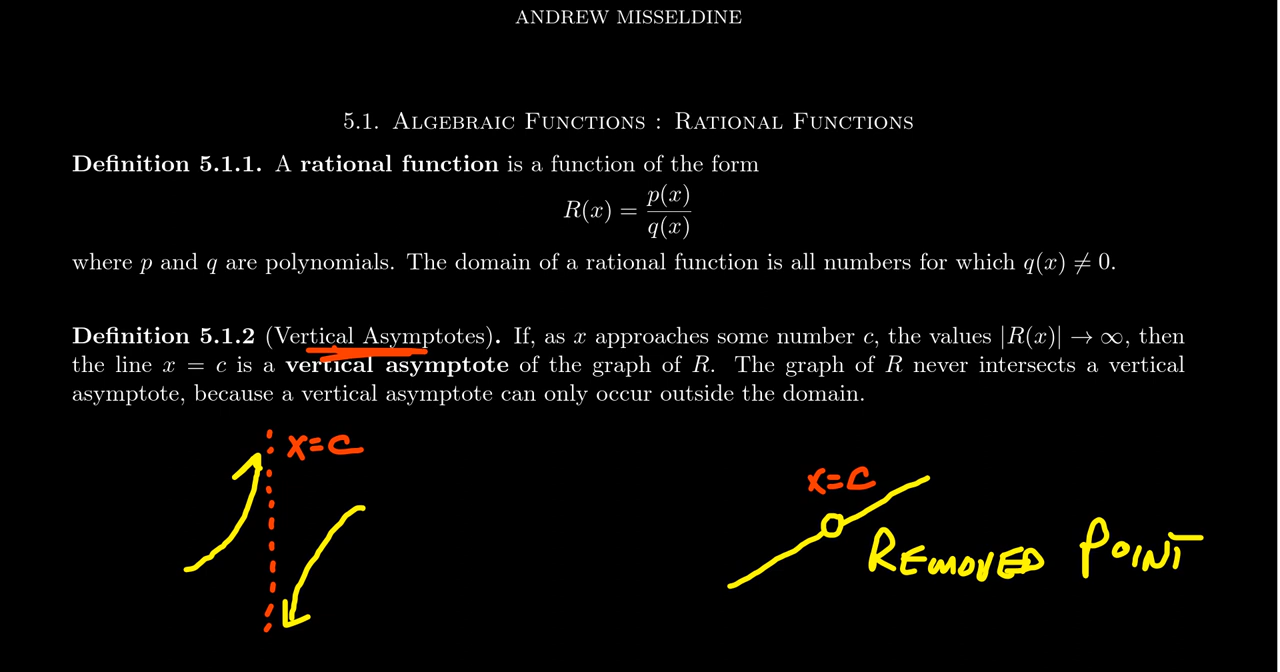 ANDREW MISSELDINE
5.1. Algebraic Functions : Rational Functions
Definition 5.1.1. A rational function is a function of the form
R(x) = p(x)/q(x)
where p and q are polynomials. The domain of a rational function is all numbers for which q(x) ≠ 0.
Definition 5.1.2 (Vertical Asymptotes). If, as x approaches some number c, the values |R(x)| → ∞, then
the line x = c is a vertical asymptote of the graph of R. The graph of R never intersects a vertical
asymptote, because a vertical asymptote can only occur outside the domain.
x=c
x=c
REMOVED POINT